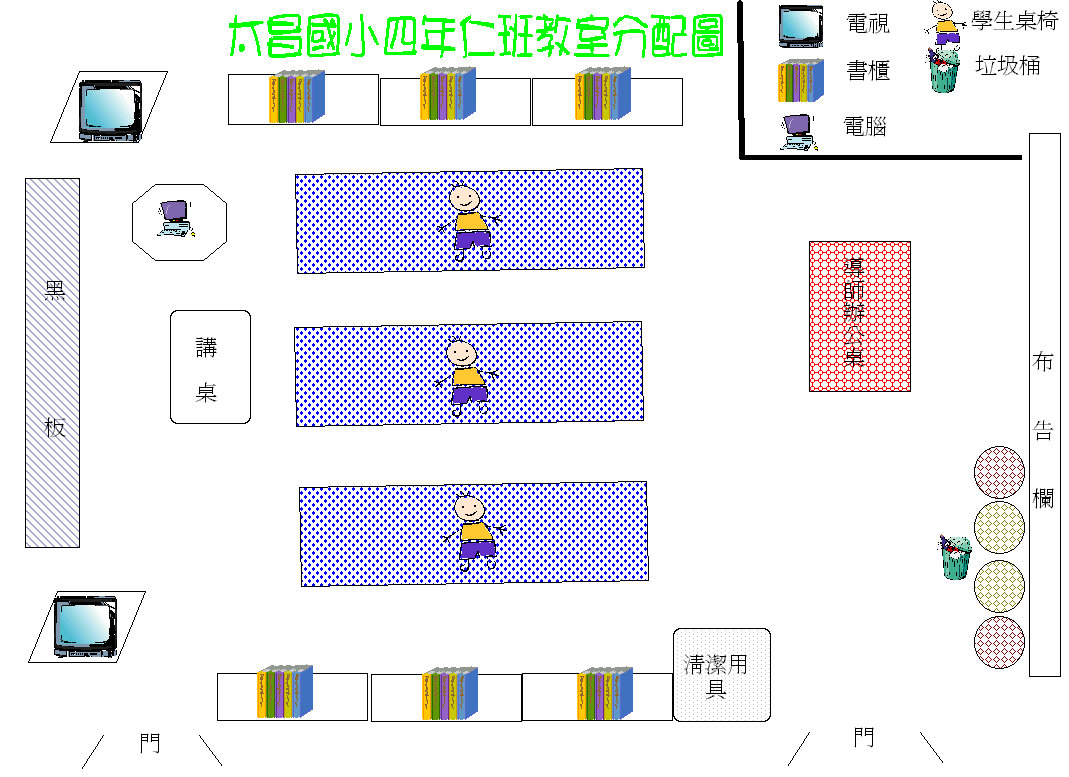 太昌國小四年仁班教室分配圖
電視
學生桌椅
書櫃
垃圾桶
電腦
黑板
講桌
導師辦公桌
布告欄
清潔用
具
門
門